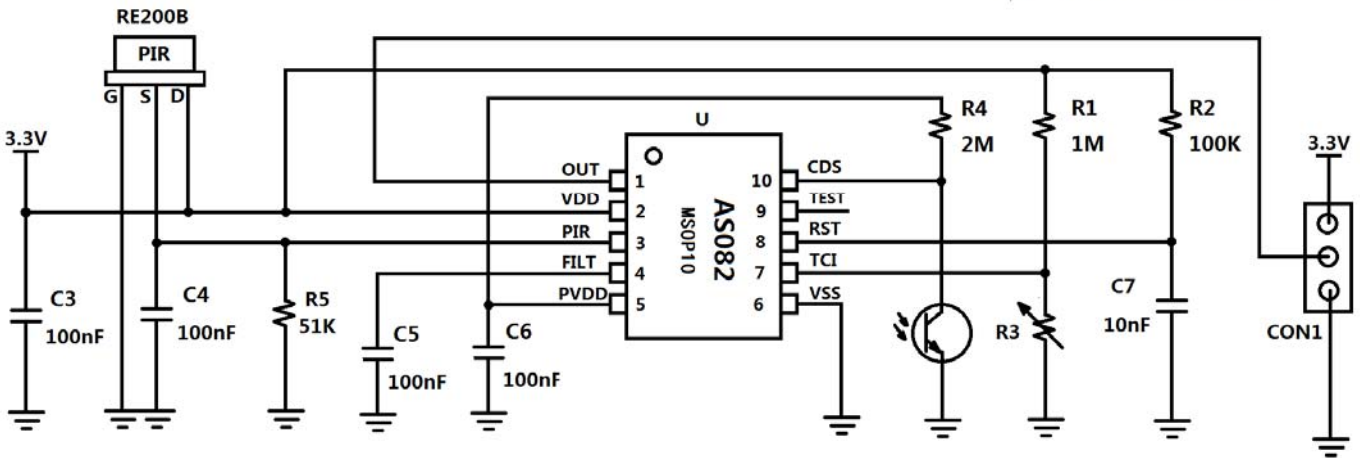 RE200B
PIR
G S D
3.3V
C3
100nF
C4
100nF
R5
51K
C5
100nF
C6
100nF
U
OUT
VDD
PIR
FILT
PVDD
1
2
3
4
5
AS082
MSOP10
10
9
8
7
6
CDS
TEST
RST
TCI
VSS
R4
2M
R1
1M
R2
100K
R3
C7
10nF
3.3V
CON1